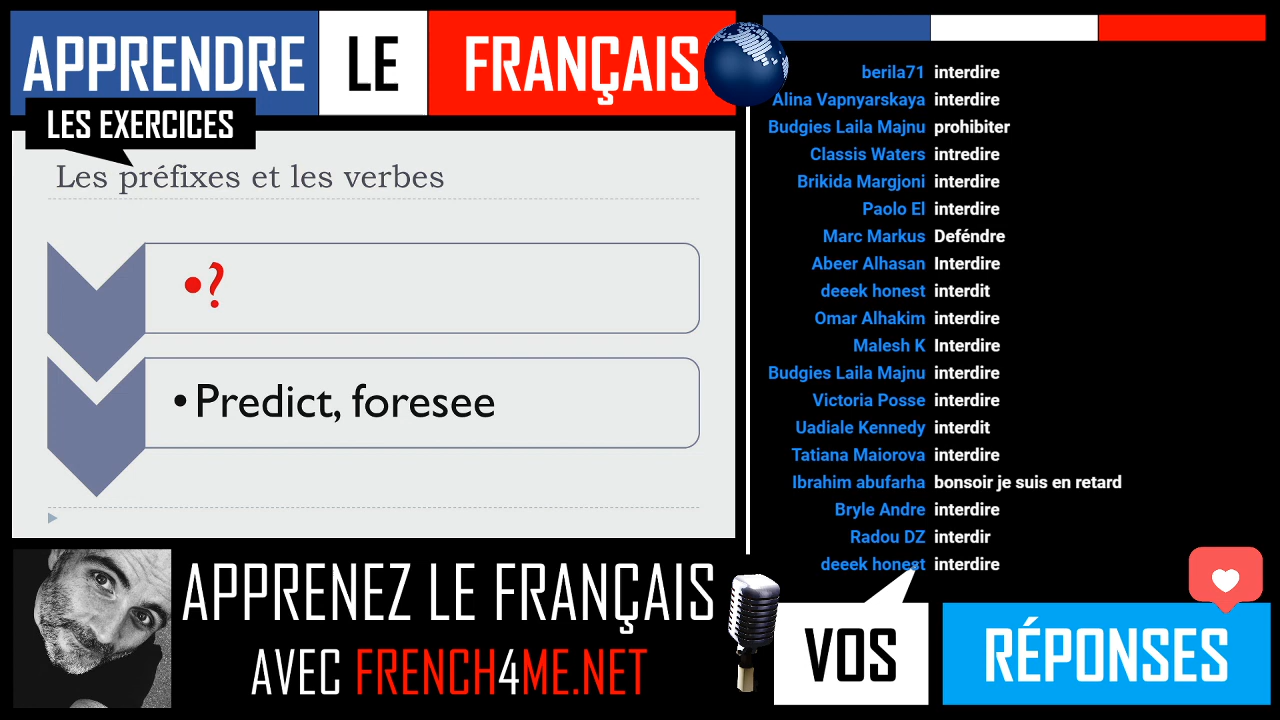 APPRENDRE LE FRANÇAIS
LES EXERCICES
Les préfixes et les verbes
•?
•Predict, foresee
APPRENEZ LE FRANÇAIS
AVEC FRENCH4ME.NET
berila71 interdire
Alina Vapnyarskaya interdire
Budgies Laila Majnu prohibiter
Classis Waters intredire
Brikida Margjoni interdire
Paolo El interdire
Marc Markus Deféndre
Abeer Alhasan Interdire
deeek honest interdit
Omar Alhakim interdire
Malesh K Interdire
Budgies Laila Majnu interdire
Victoria Posse interdire
Uadiale Kennedy interdit
Tatiana Maiorova interdire
Ibrahim abufarha bonsoir je suis en retard
Bryle Andre interdire
Radou DZ interdir
deeek honest interdire
VOS RÉPONSES